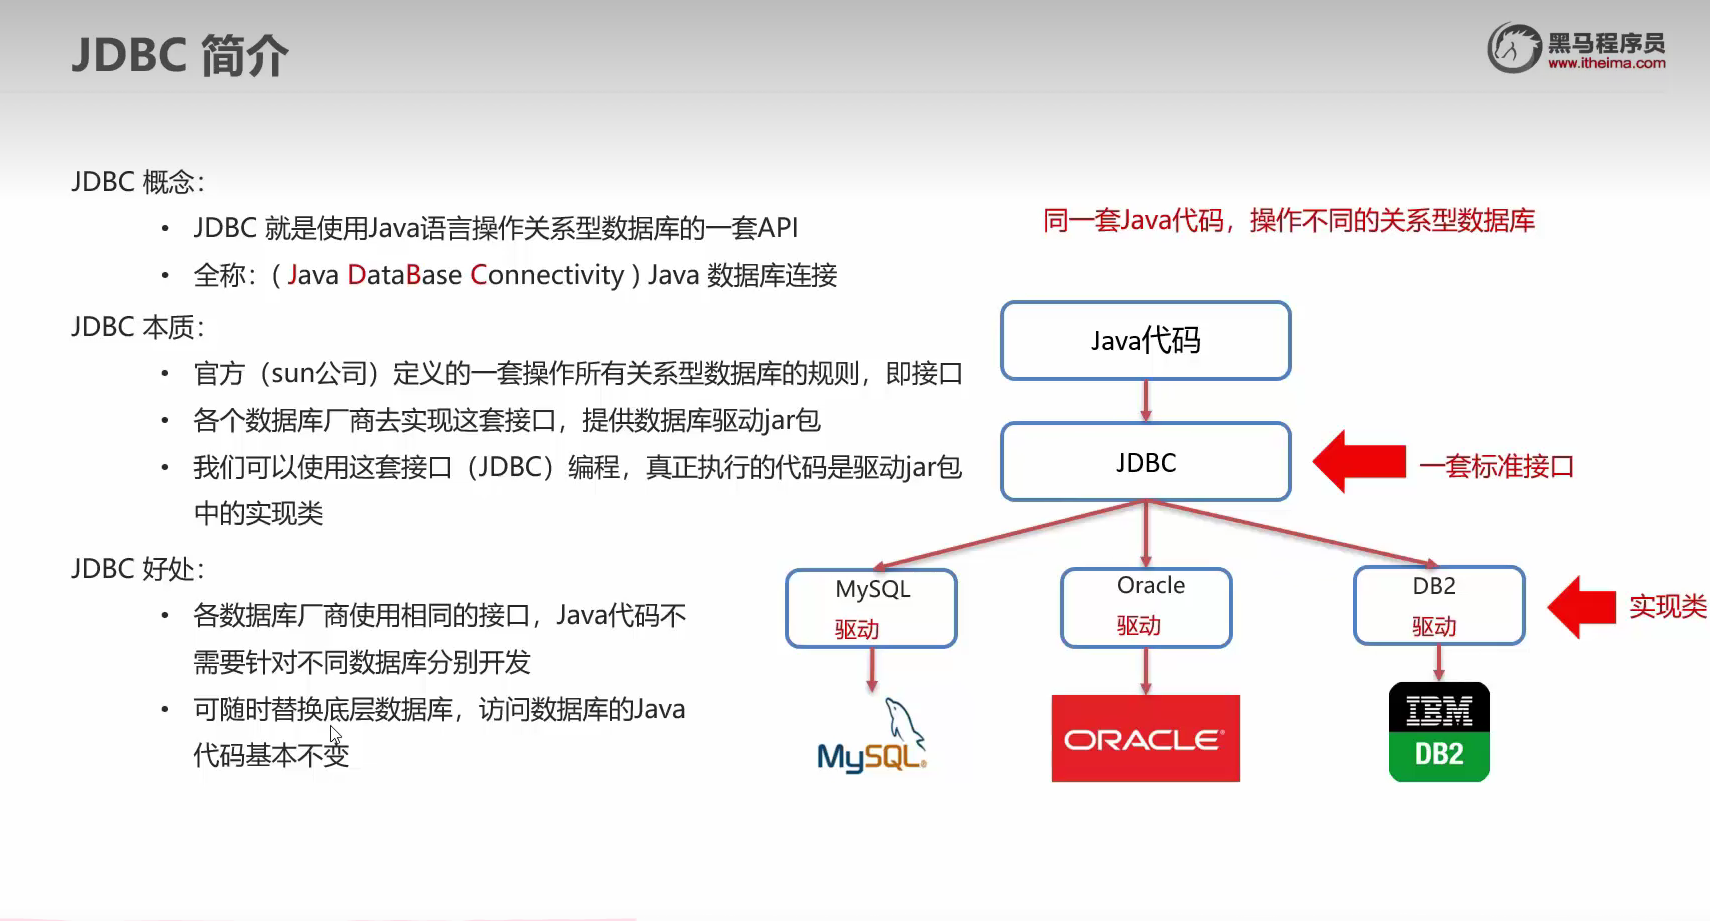 JDBC 简介
黑马程序员
www.itheima.com
JDBC 概念：
• JDBC 就是使用Java语言操作关系型数据库的一套API
• 全称：( Java DataBase Connectivity ) Java 数据库连接
JDBC 本质：
• 官方（sun公司）定义的一套操作所有关系型数据库的规则，即接口
• 各个数据库厂商去实现这套接口，提供数据库驱动jar包
• 我们可以使用这套接口（JDBC）编程，真正执行的代码是驱动jar包
中的实现类
JDBC 好处：
• 各数据库厂商使用相同的接口，Java代码不
需要针对不同数据库分别开发
• 可随时替换底层数据库，访问数据库的Java
代码基本不变
同一套Java代码，操作不同的关系型数据库
Java代码
JDBC
一套标准接口
MySQL
驱动
Oracle
驱动
DB2
驱动
实现类
MySQL®
ORACLE®
IBM
DB2